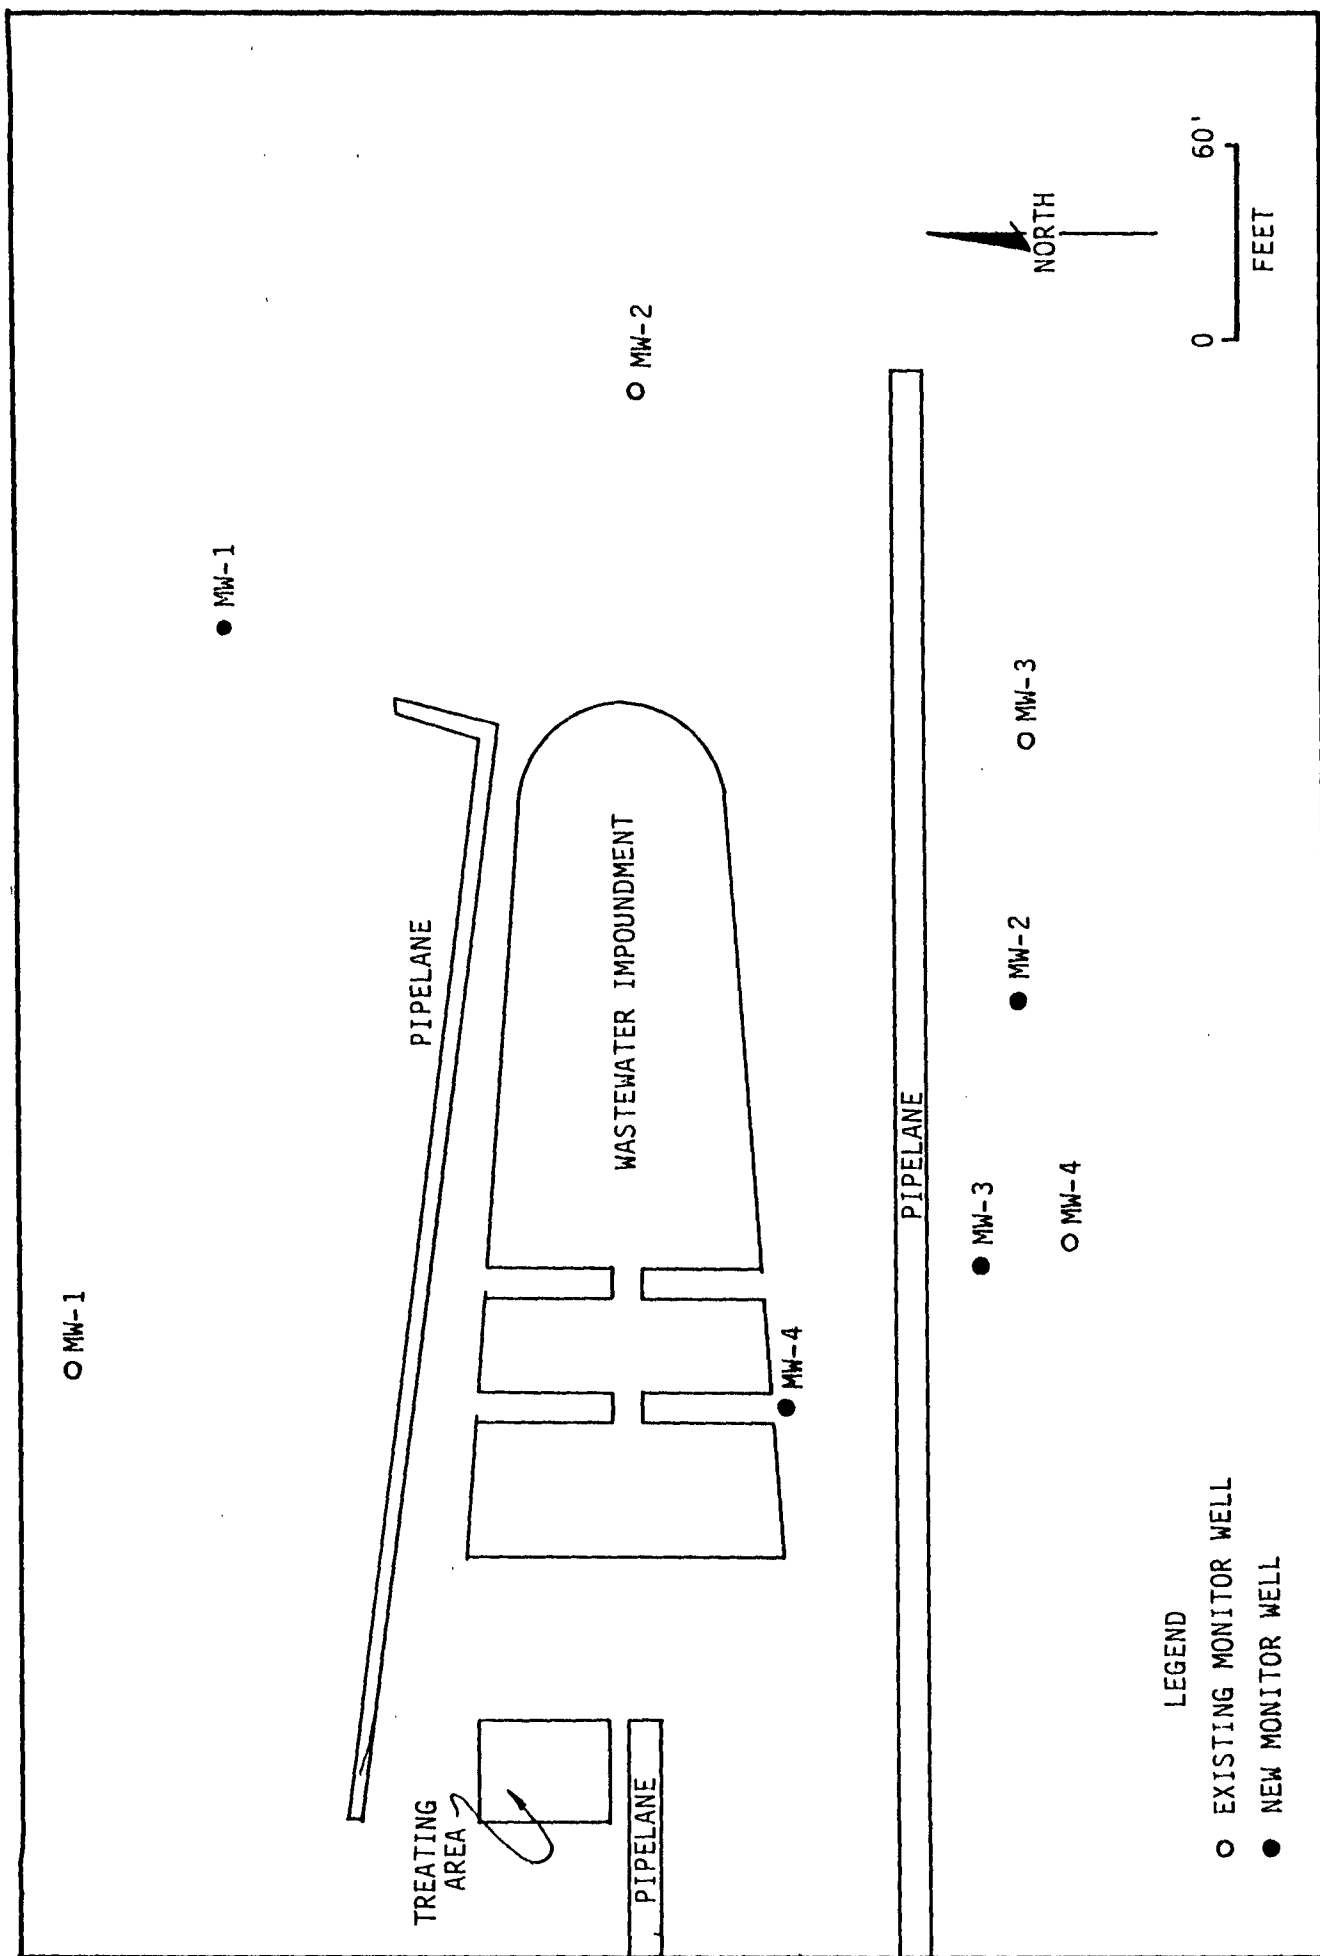 MW-1
MW-1
PIPELANE
MW-2
TREATING
AREA
WASTEWATER IMPOUNDMENT
PIPELANE
MW-4
PIPELANE
MW-3
MW-2
MW-3
MW-4
NORTH
LEGEND
EXISTING MONITOR WELL
NEW MONITOR WELL
0 60'
FEET